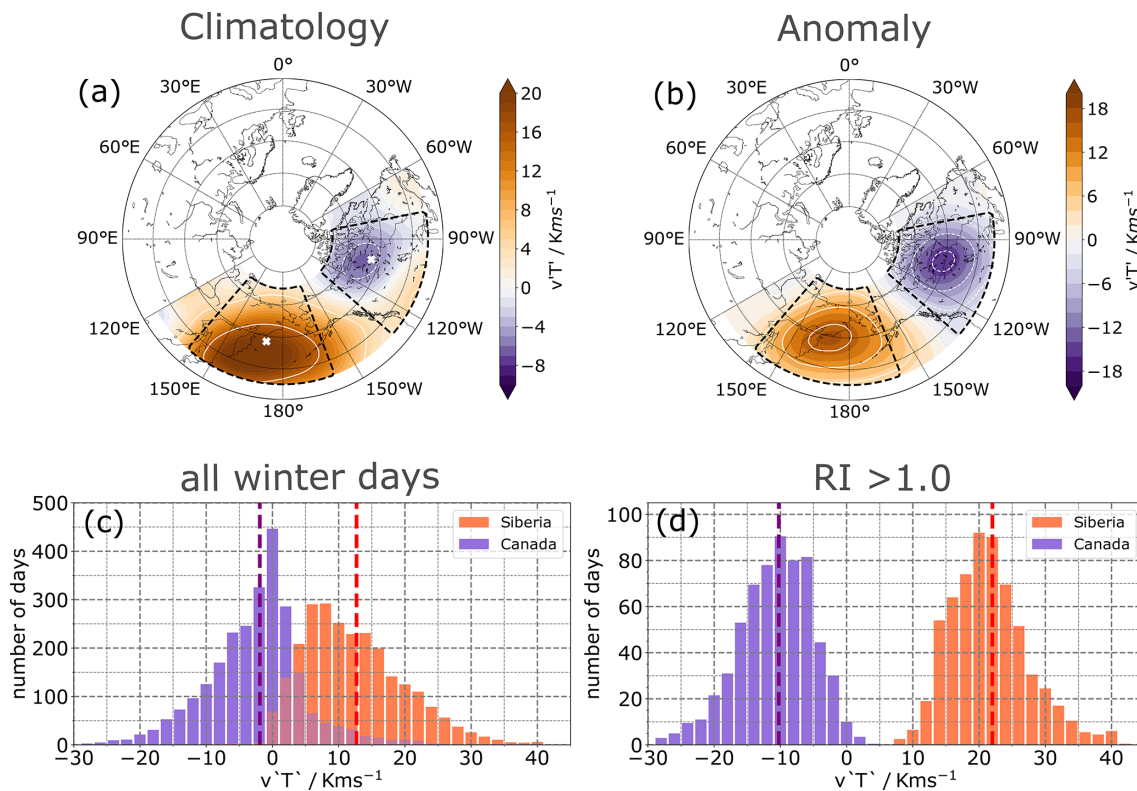 Climatology
Anomaly
(a)
0°
30°E
30°W
60°E
60°W
90°E
90°W
120°E
120°W
150°E
150°W
180°
20
16
12
8
4
0
−4
−8
v'T' / Kms⁻¹
(b)
0°
30°E
30°W
60°E
60°W
90°E
90°W
120°E
120°W
150°E
150°W
180°
18
12
6
0
−6
−12
−18
v'T' / Kms⁻¹
all winter days
RI >1.0
(c)
500
400
300
200
100
0
number of days
Siberia
Canada
−30 −20 −10 0 10 20 30 40
v`T` / Kms⁻¹
(d)
100
80
60
40
20
0
number of days
Siberia
Canada
−30 −20 −10 0 10 20 30 40
v`T` / Kms⁻¹